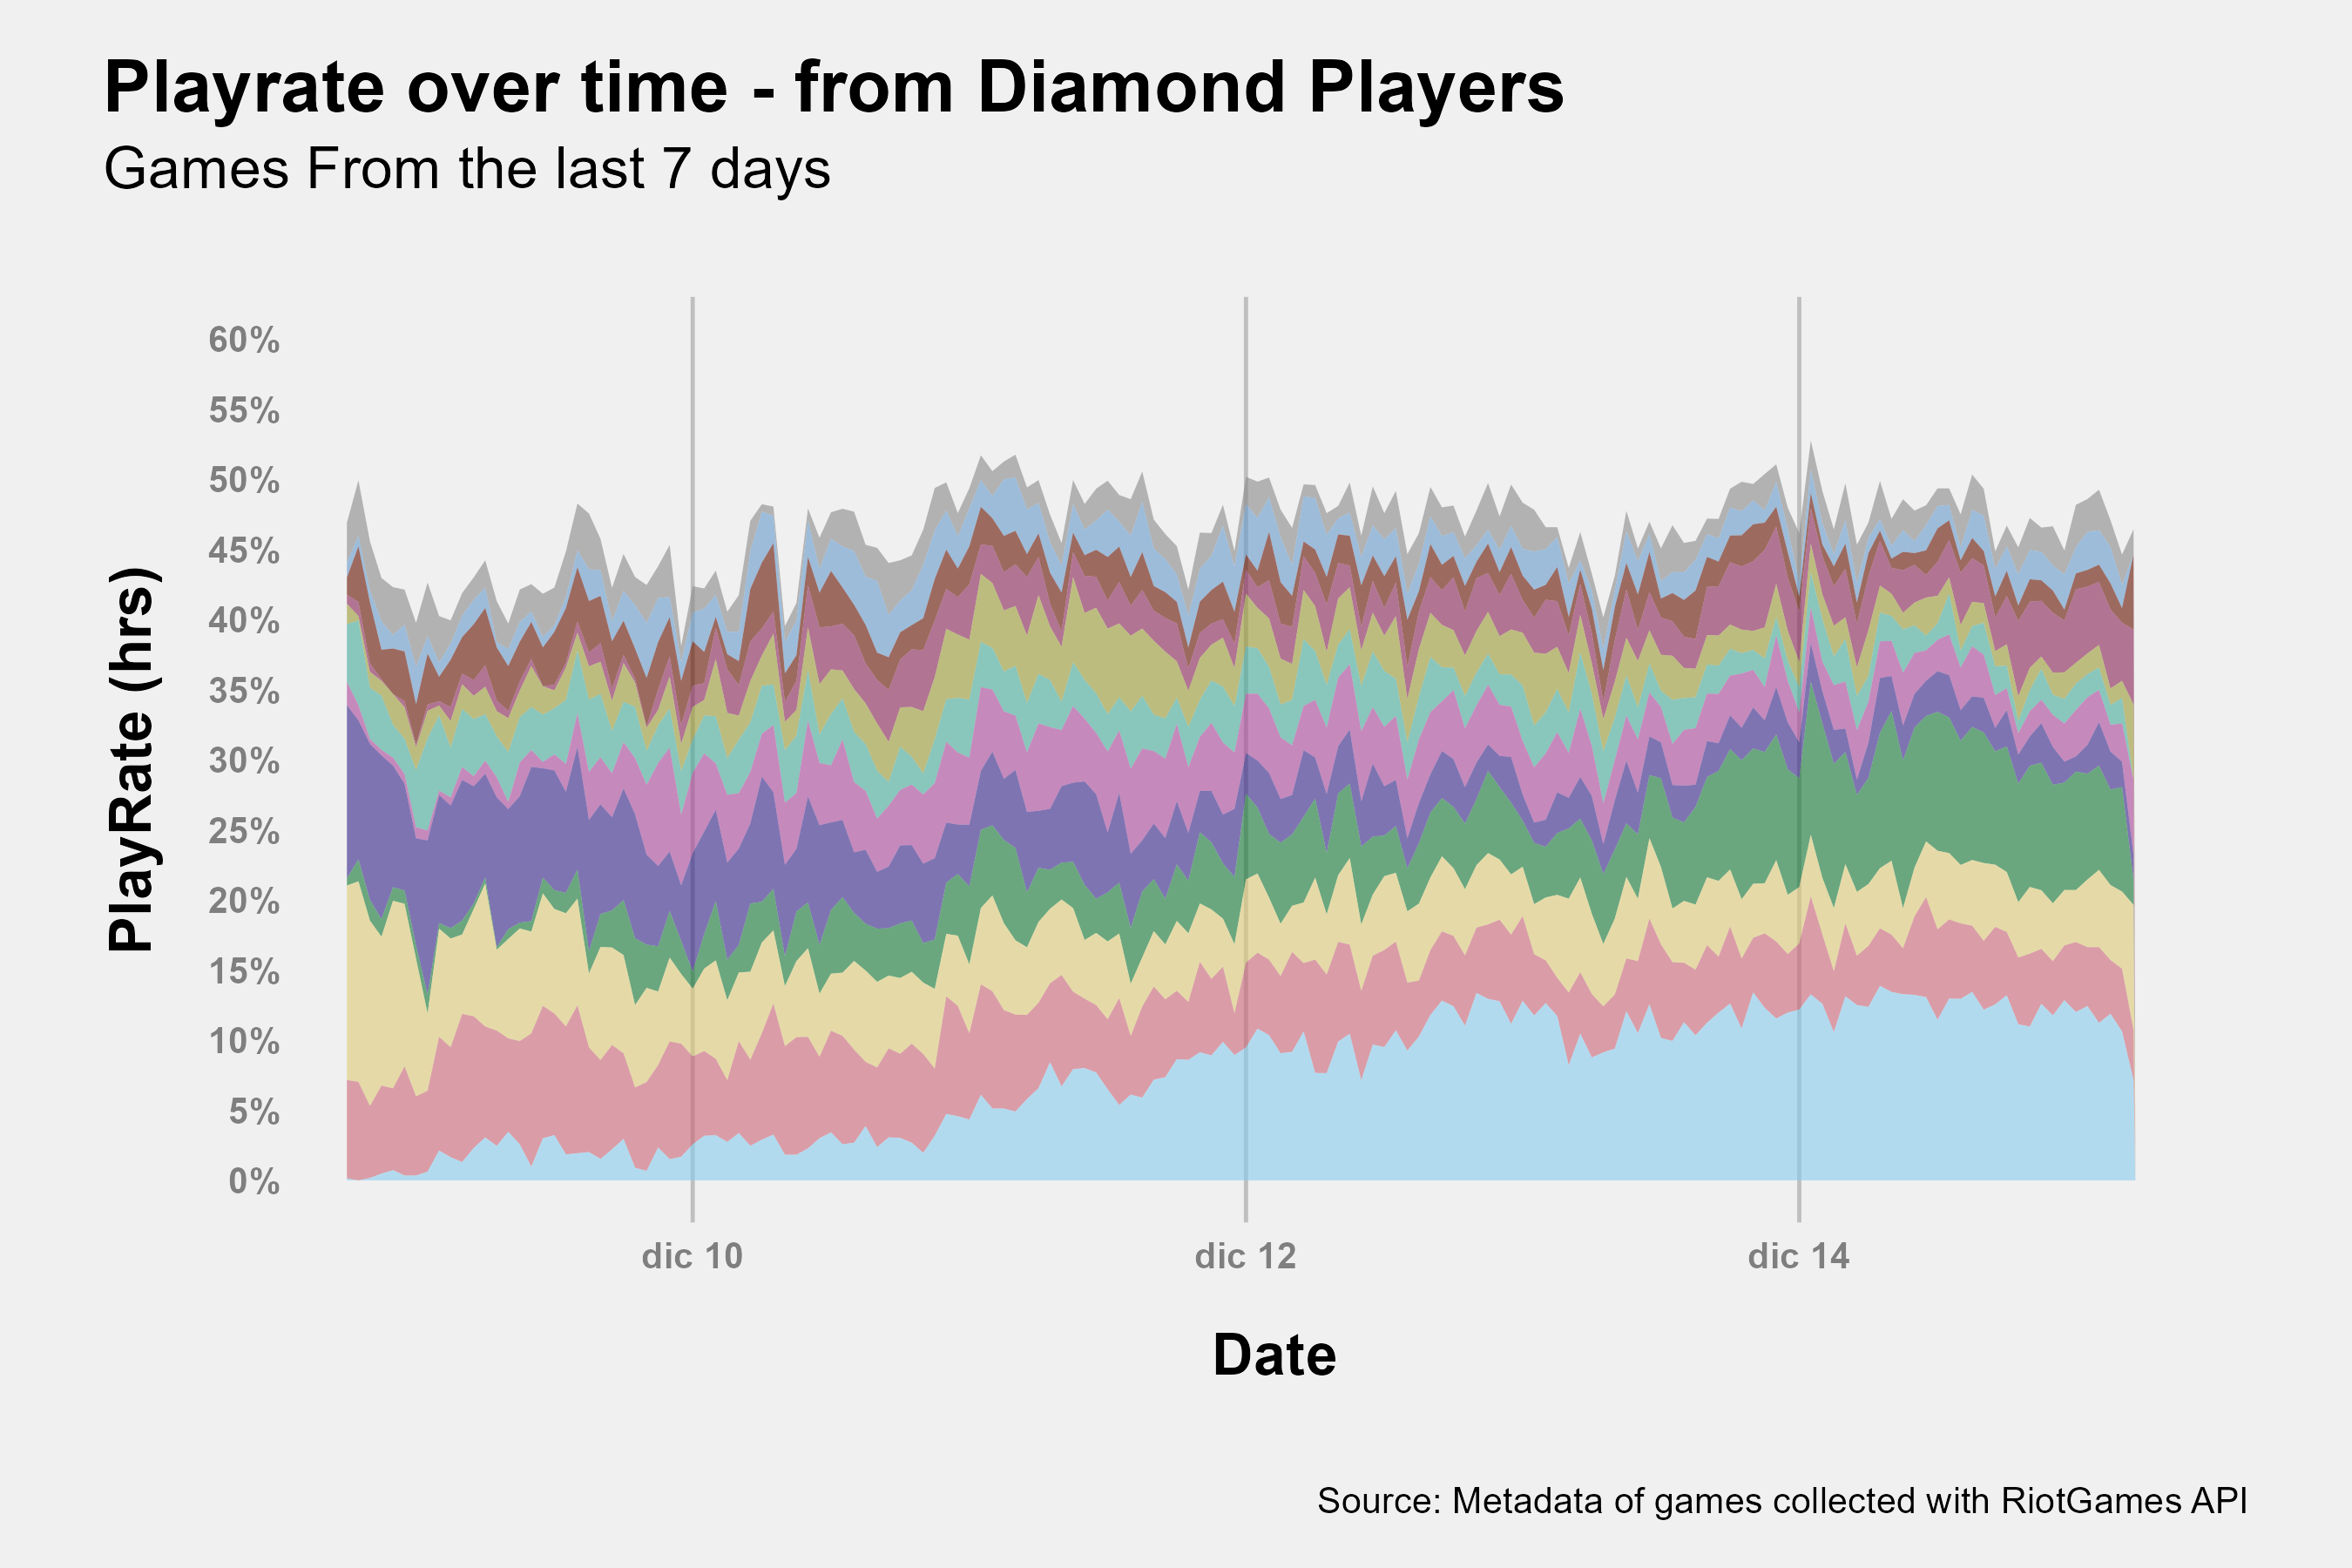 Playrate over time - from Diamond Players
Games From the last 7 days
PlayRate (hrs)
60%
55%
50%
45%
40%
35%
30%
25%
20%
15%
10%
5%
0%
dic 10
dic 12
dic 14
Date
Source: Metadata of games collected with RiotGames API